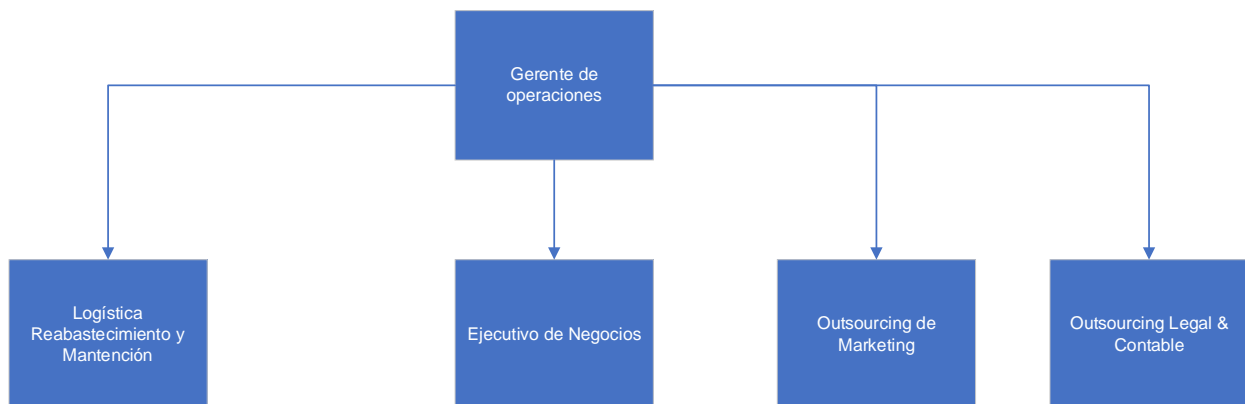 Gerente de
operaciones
Logística
Reabastecimiento y
Mantención
Ejecutivo de Negocios
Outsourcing de
Marketing
Outsourcing Legal &
Contable